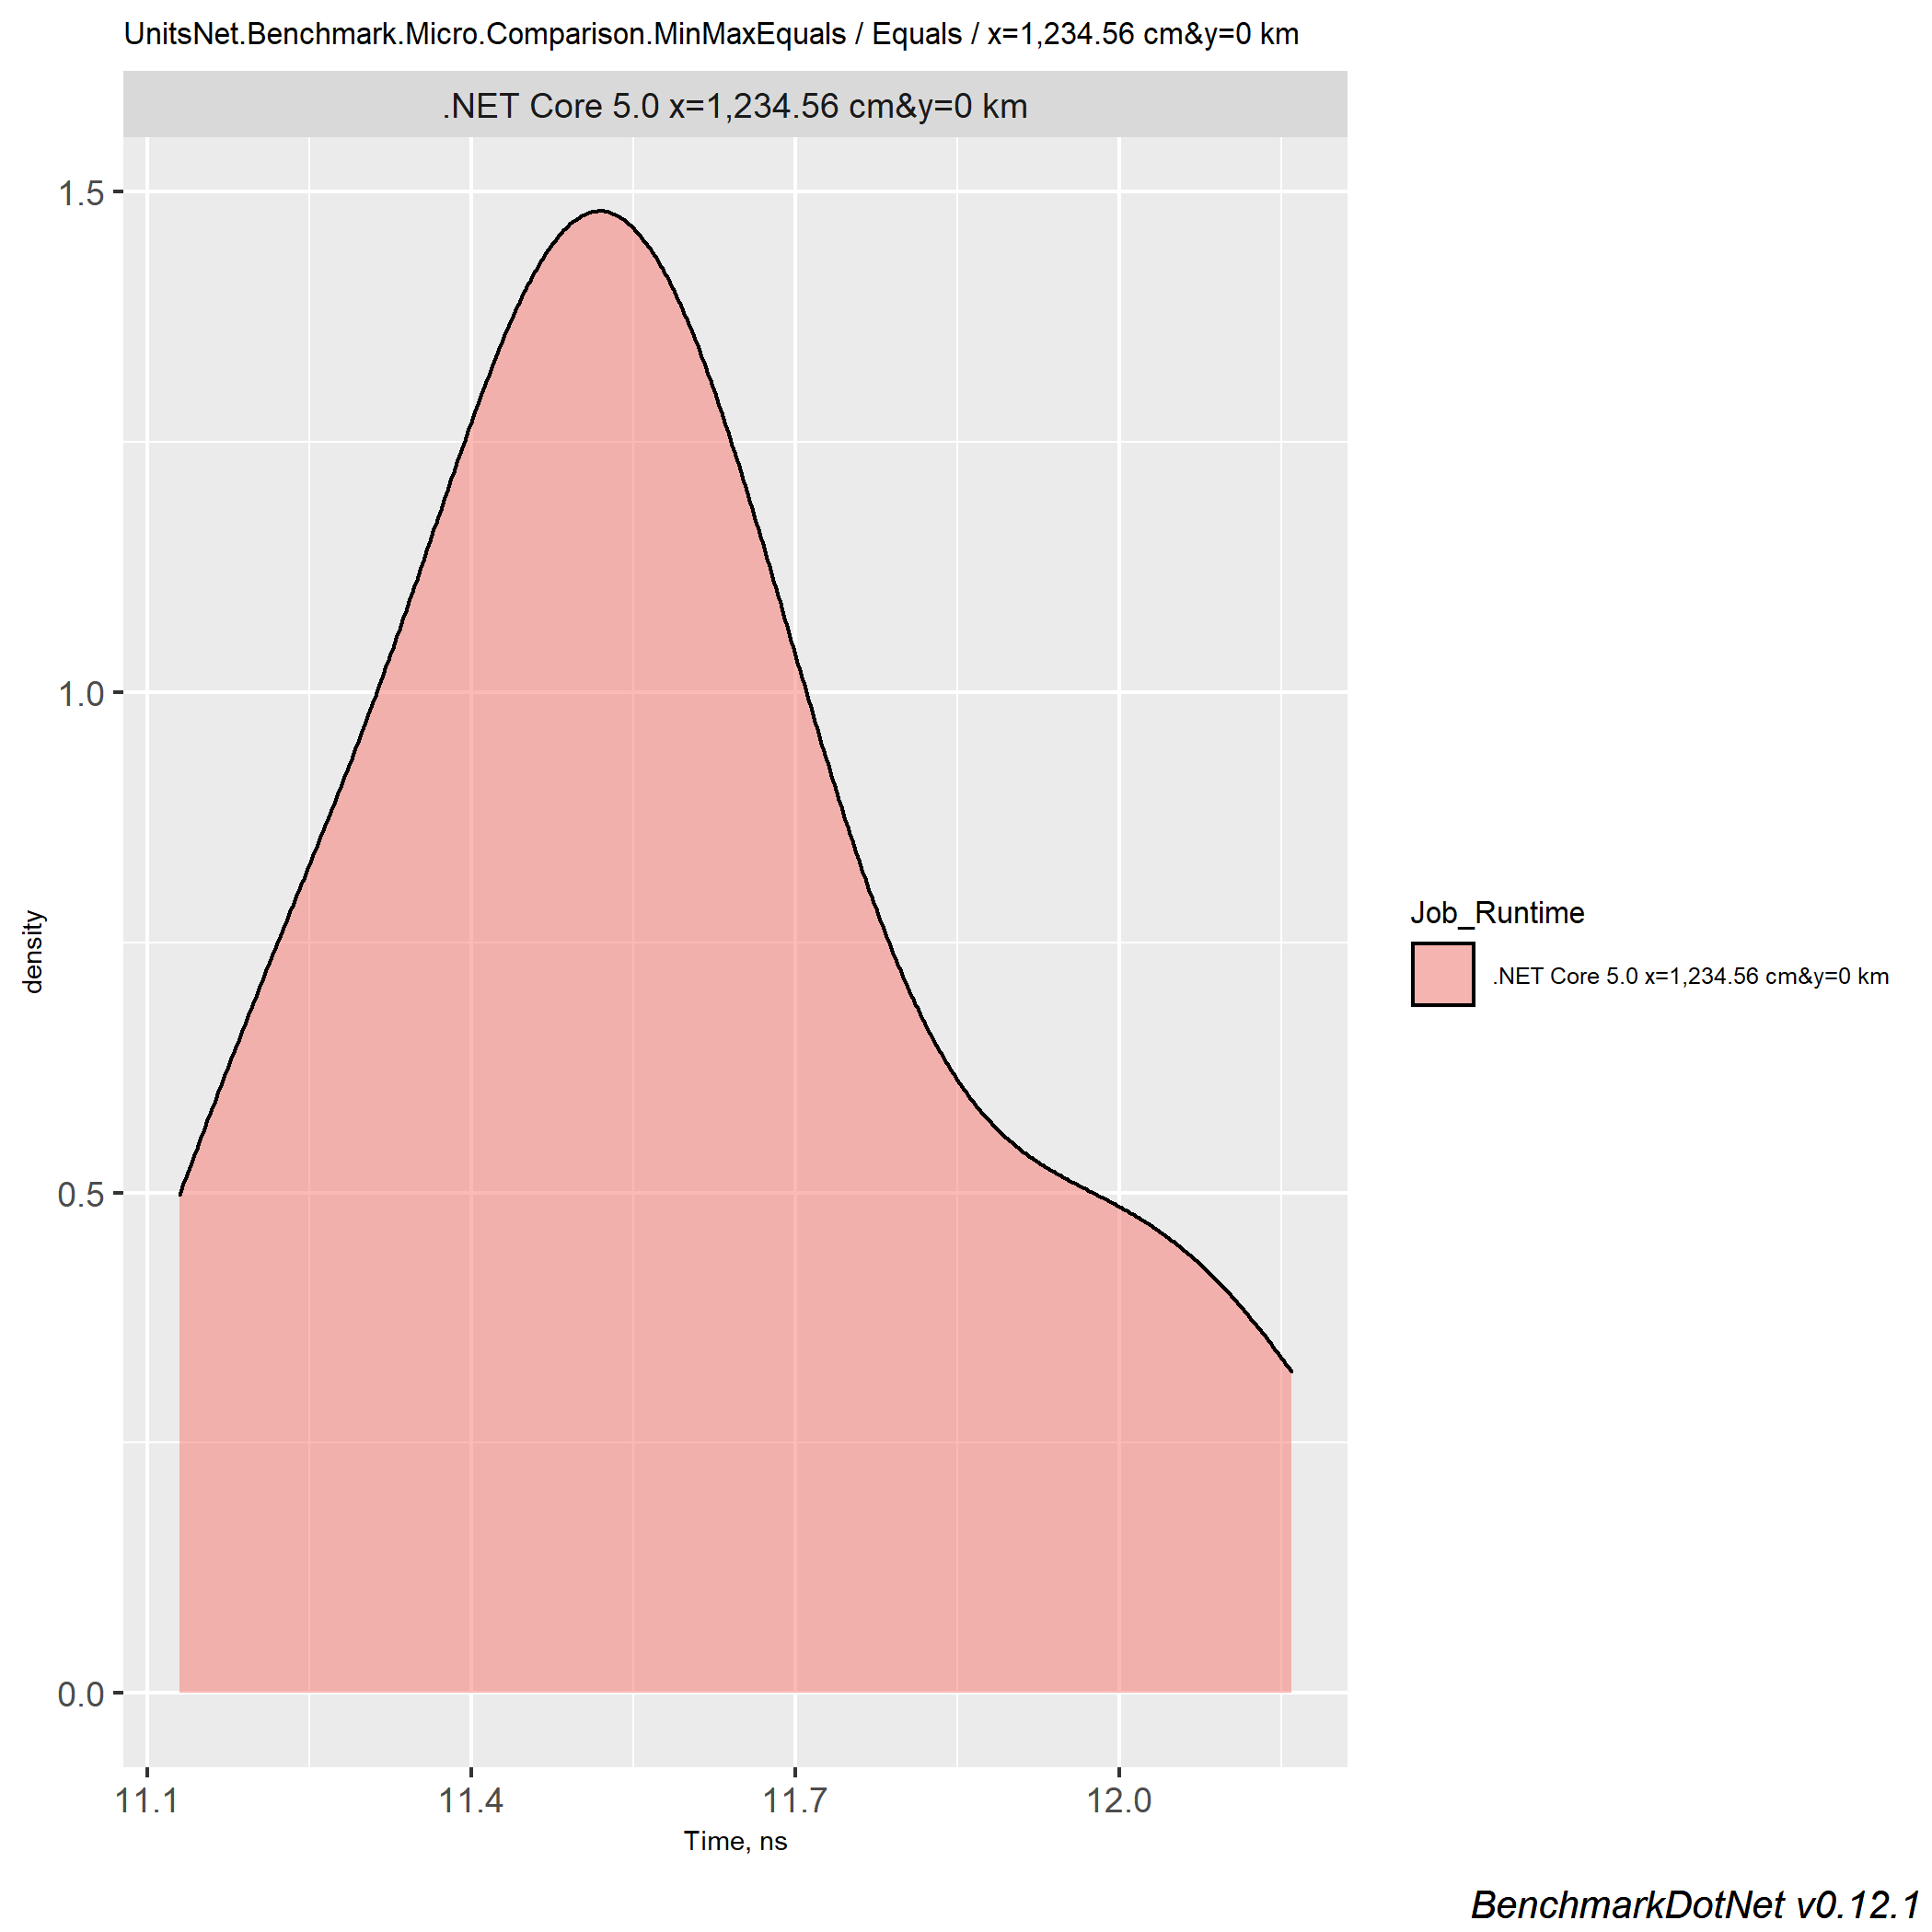 UnitsNet.Benchmark.Micro.Comparison.MinMaxEquals / Equals / x=1,234.56 cm&y=0 km
.NET Core 5.0 x=1,234.56 cm&y=0 km
1.5
1.0
0.5
0.0
density
11.1 11.4 11.7 12.0
Time, ns
Job_Runtime
.NET Core 5.0 x=1,234.56 cm&y=0 km
BenchmarkDotNet v0.12.1